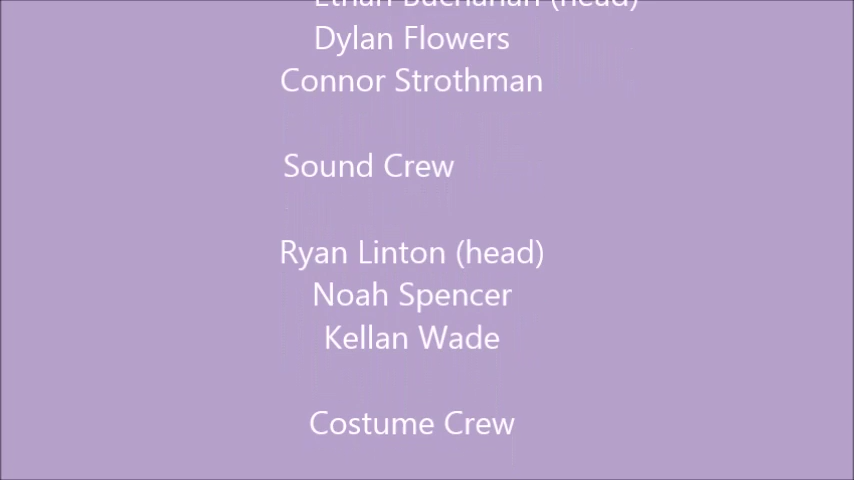 Ethan Buchanan (head)
Dylan Flowers
Connor Strothman
Sound Crew
Ryan Linton (head)
Noah Spencer
Kellan Wade
Costume Crew